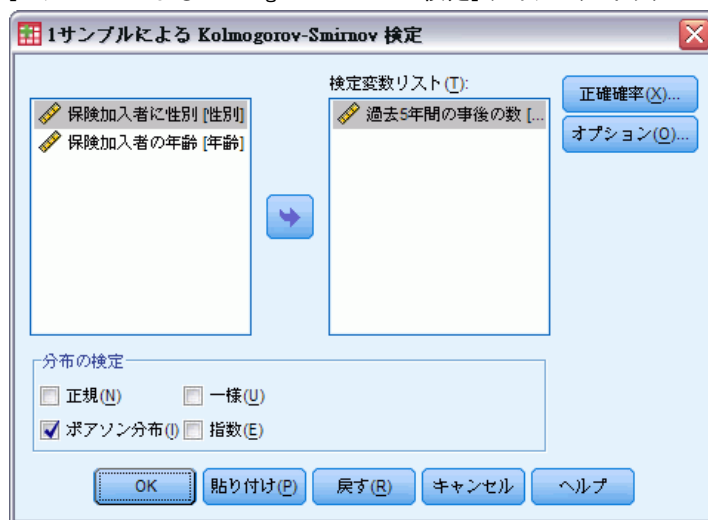 1サンプルによる Kolmogorov-Smirnov 検定
検定変数リスト(T):
保険加入者に性別 [性別]
保険加入者の年齢 [年齢]
過去5年間の事後の数 [...
正確確率(X)...
オプション(O)...
分布の検定
正規(N)
一様(U)
ポアソン分布(I)
指数(E)
OK
貼り付け(P)
戻す(R)
キャンセル
ヘルプ